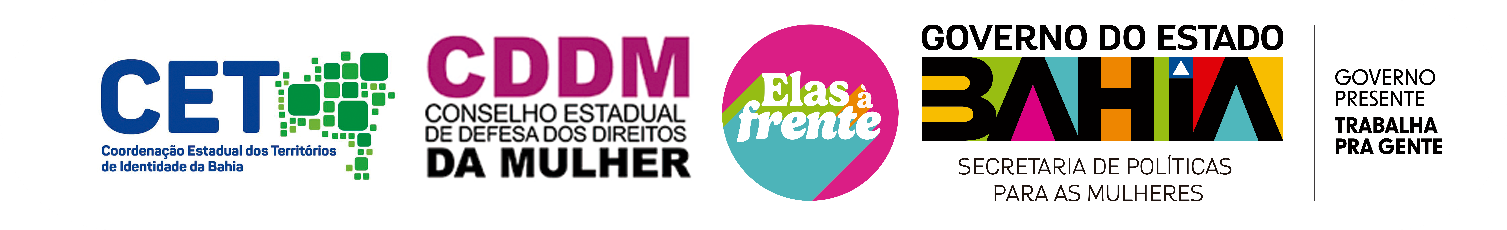 CET
Coordenação Estadual dos Territórios
de Identidade da Bahia
CDDM
CONSELHO ESTADUAL
DE DEFESA DOS DIREITOS
DA MULHER
Elas à
frente
GOVERNO DO ESTADO
BAHIA
SECRETARIA DE POLÍTICAS
PARA AS MULHERES
GOVERNO
PRESENTE
TRABALHA
PRA GENTE